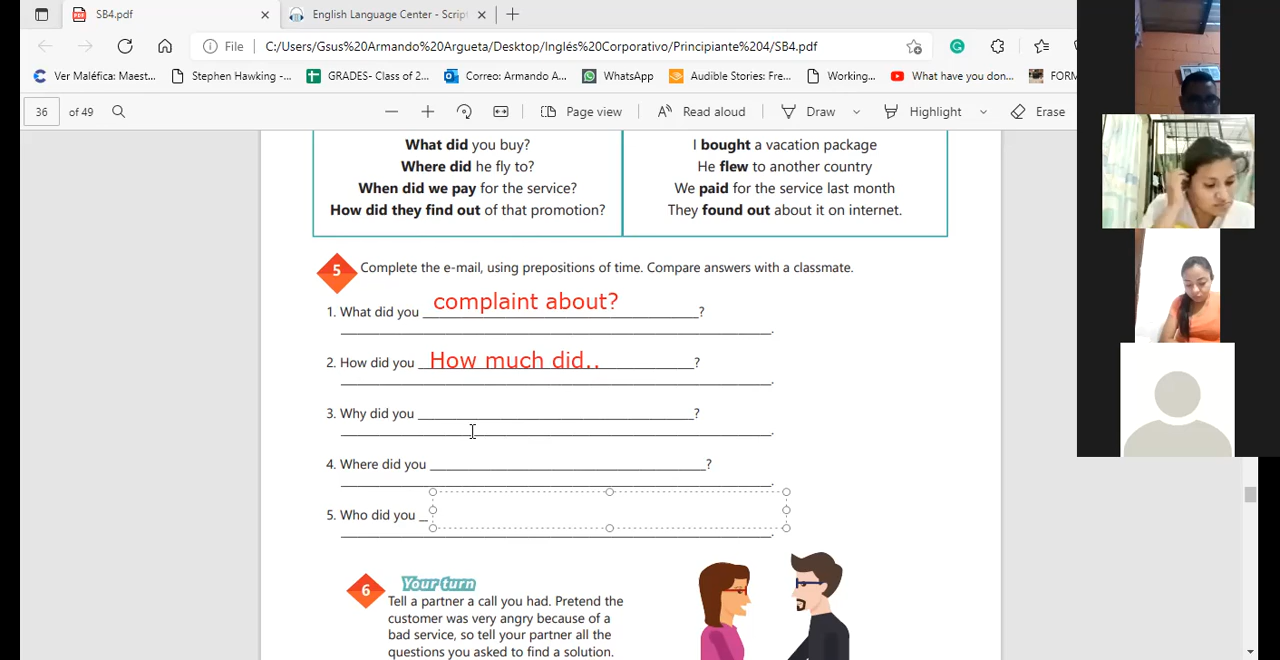 SB4.pdf
English Language Center - Script
File
C:/Users/Gsus%20Armando%20Argueta/Desktop/Inglés%20Corporativo/Principiante%204/SB4.pdf
Ver Maléfica: Maest...
Stephen Hawking -...
GRADES- Class of 2...
Correo: Armando A...
WhatsApp
Audible Stories: Fre...
Working...
What have you don...
FORM
36 of 49
Page view
Read aloud
Draw
Highlight
Erase
What did you buy?
Where did he fly to?
When did we pay for the service?
How did they find out of that promotion?
I bought a vacation package
He flew to another country
We paid for the service last month
They found out about it on internet.
5 Complete the e-mail, using prepositions of time. Compare answers with a classmate.
1. What did you complaint about? ?
2. How did you How much did.. ?
3. Why did you ?
4. Where did you ?
5. Who did you
6 Your turn
Tell a partner a call you had. Pretend the
customer was very angry because of a
bad service, so tell your partner all the
questions you asked to find a solution.